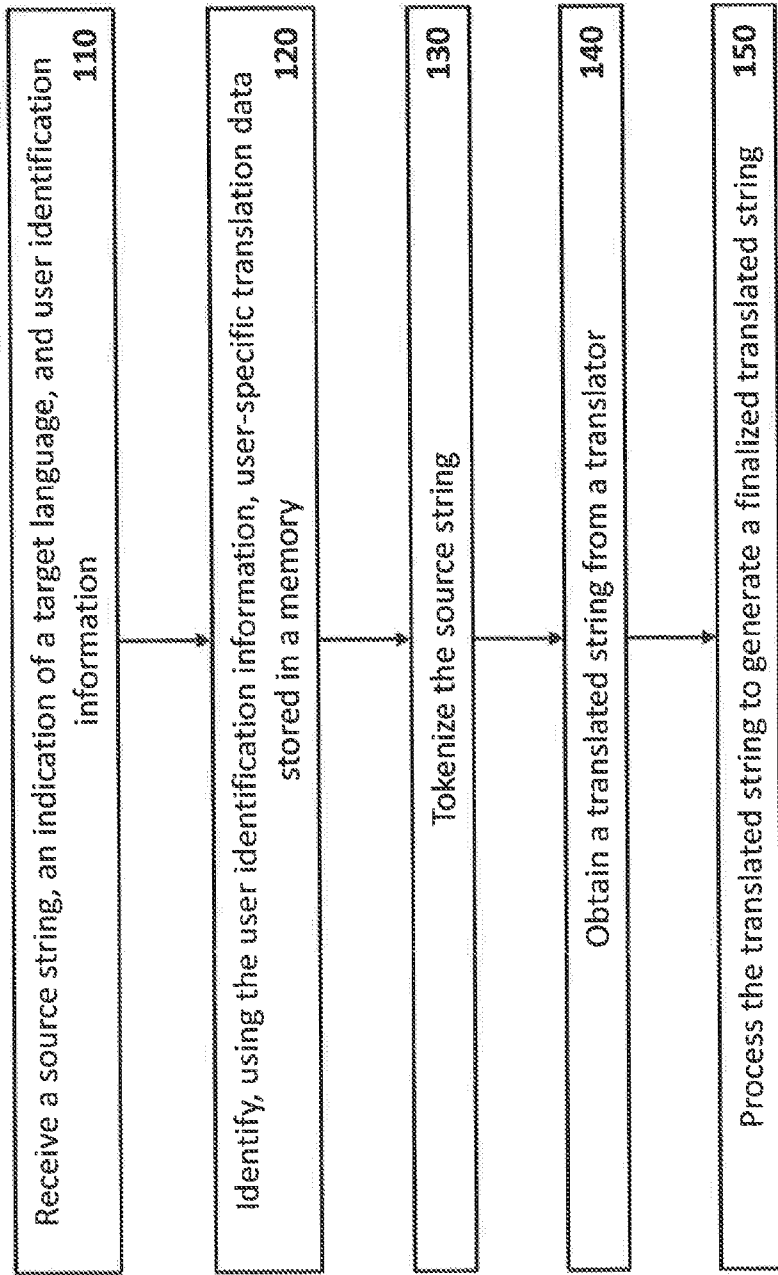 Receive a source string, an indication of a target language, and user identification
information
110
Identify, using the user identification information, user-specific translation data
stored in a memory
120
Tokenize the source string
130
Obtain a translated string from a translator
140
Process the translated string to generate a finalized translated string
150